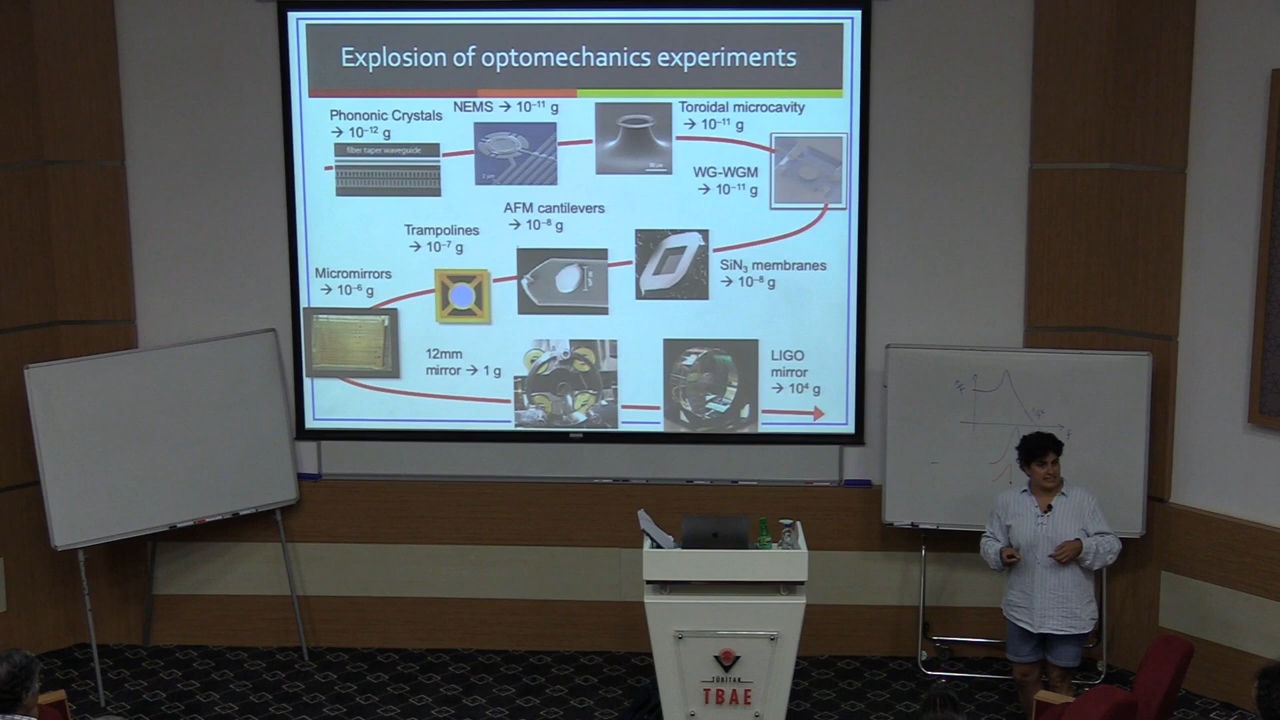 Explosion of optomechanics experiments
Phononic Crystals
→ 10⁻¹² g
fiber taper waveguide
NEMS → 10⁻¹¹ g
2 µm
Toroidal microcavity
→ 10⁻¹¹ g
WG-WGM
→ 10⁻¹¹ g
AFM cantilevers
→ 10⁻⁸ g
Trampolines
→ 10⁻⁷ g
Micromirrors
→ 10⁻⁶ g
SiN₃ membranes
→ 10⁻⁸ g
12mm
mirror → 1 g
LIGO
mirror
→ 10⁴ g
TÜBİTAK
TBAE